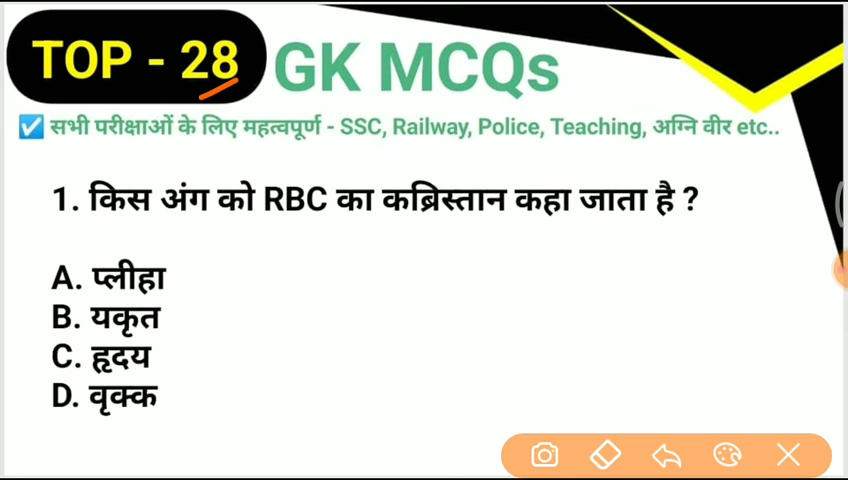 TOP - 28 GK MCQs
✅ सभी परीक्षाओं के लिए महत्वपूर्ण - SSC, Railway, Police, Teaching, अग्नि वीर etc..
1. किस अंग को RBC का कब्रिस्तान कहा जाता है ?
A. प्लीहा
B. यकृत
C. हृदय
D. वृक्क